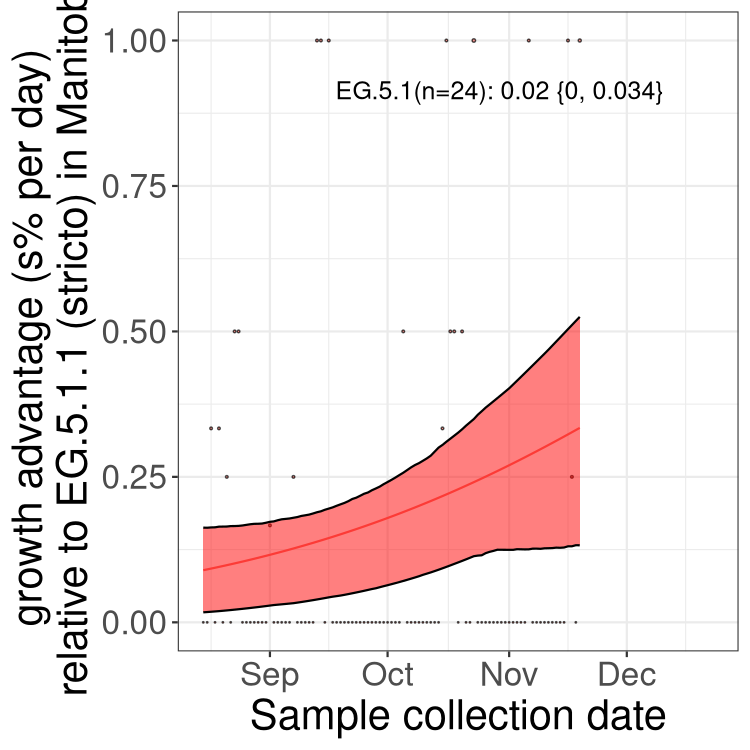 growth advantage (s% per day)
relative to EG.5.1.1 (stricto) in Manitob
1.00
0.75
0.50
0.25
0.00
EG.5.1(n=24): 0.02 {0, 0.034}
Sep Oct Nov Dec
Sample collection date